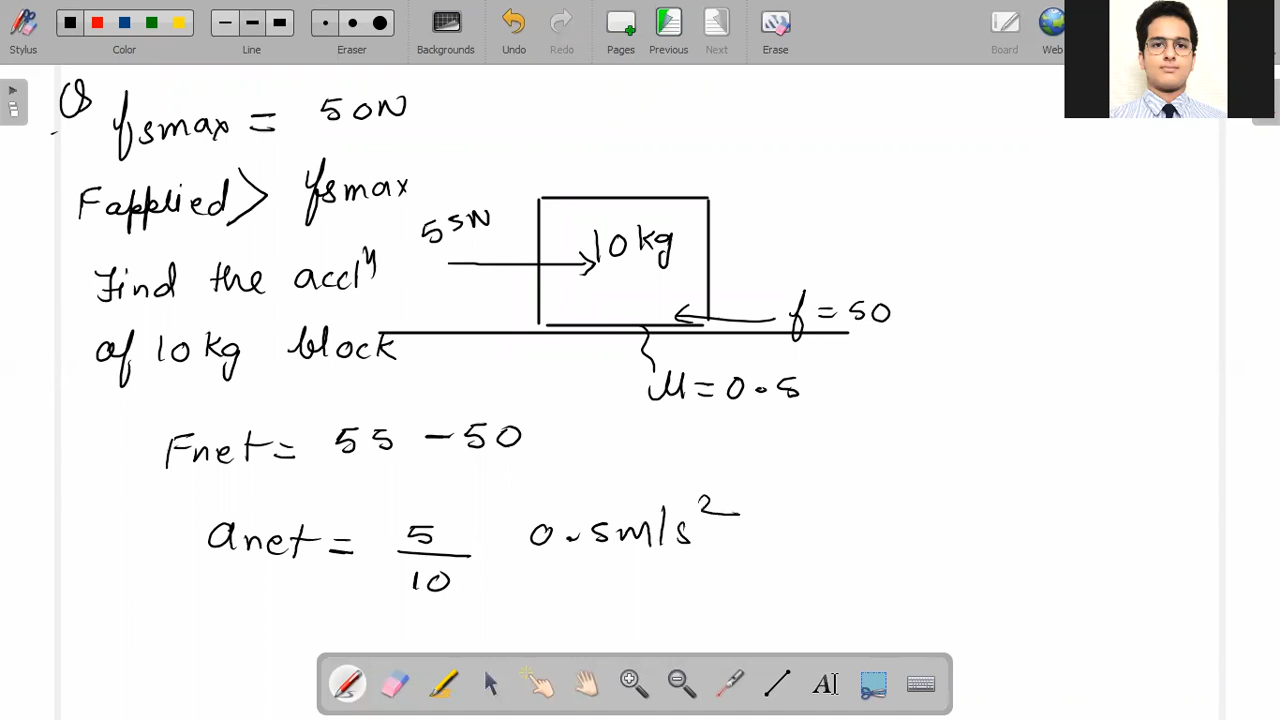 Stylus
Color
Line
Eraser
Backgrounds
Undo
Redo
Pages
Previous
Next
Erase
Board
Web
Q fsmax = 50N
Fapplied > fsmax
55N
10kg
Find the accl^y
f = 50
of 10kg block
μ = 0.5
Fnet = 55 - 50
anet = 5/10 0.5m/s²
AI